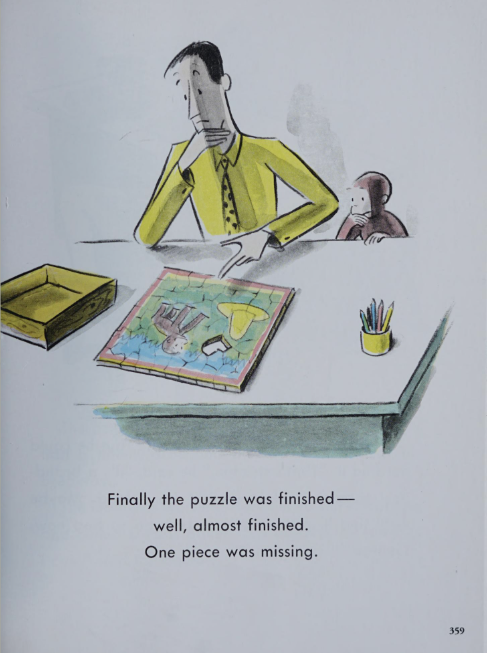 Finally the puzzle was finished—
well, almost finished.
One piece was missing.
359